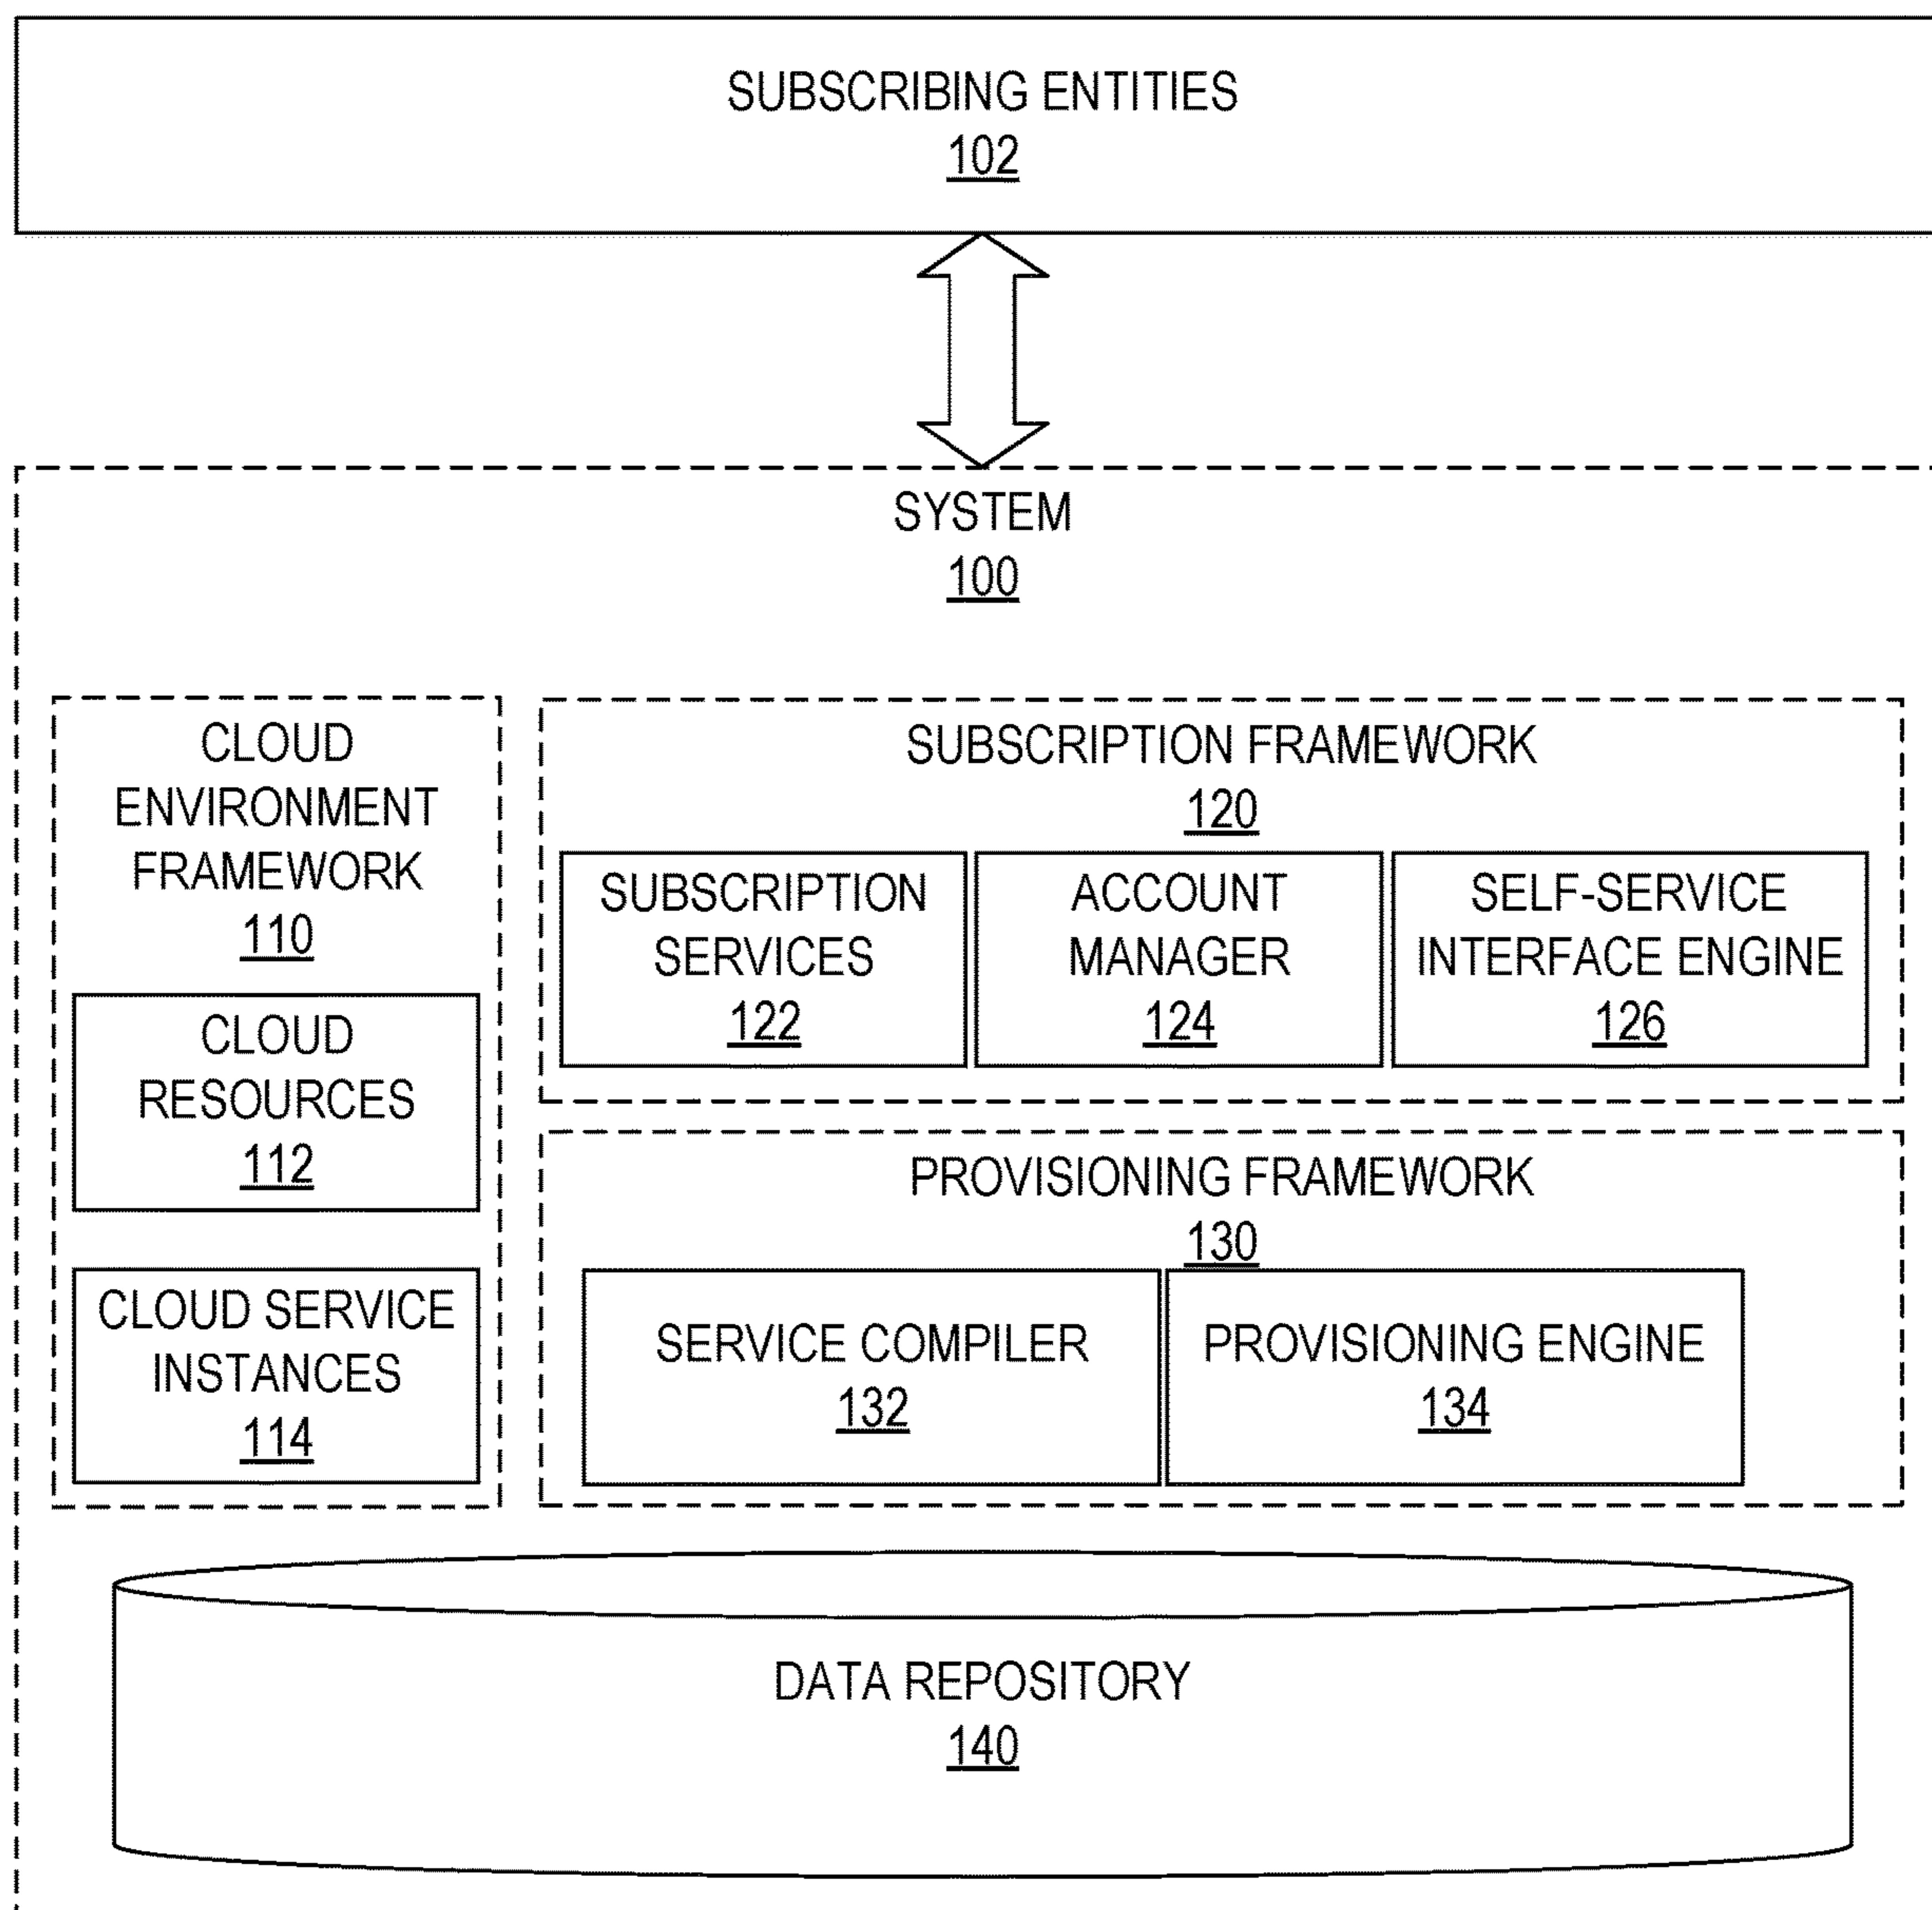 SUBSCRIBING ENTITIES
102
SYSTEM
100
CLOUD
ENVIRONMENT
FRAMEWORK
110
CLOUD
RESOURCES
112
CLOUD SERVICE
INSTANCES
114
SUBSCRIPTION FRAMEWORK
120
SUBSCRIPTION
SERVICES
122
ACCOUNT
MANAGER
124
SELF-SERVICE
INTERFACE ENGINE
126
PROVISIONING FRAMEWORK
130
SERVICE COMPILER
132
PROVISIONING ENGINE
134
DATA REPOSITORY
140